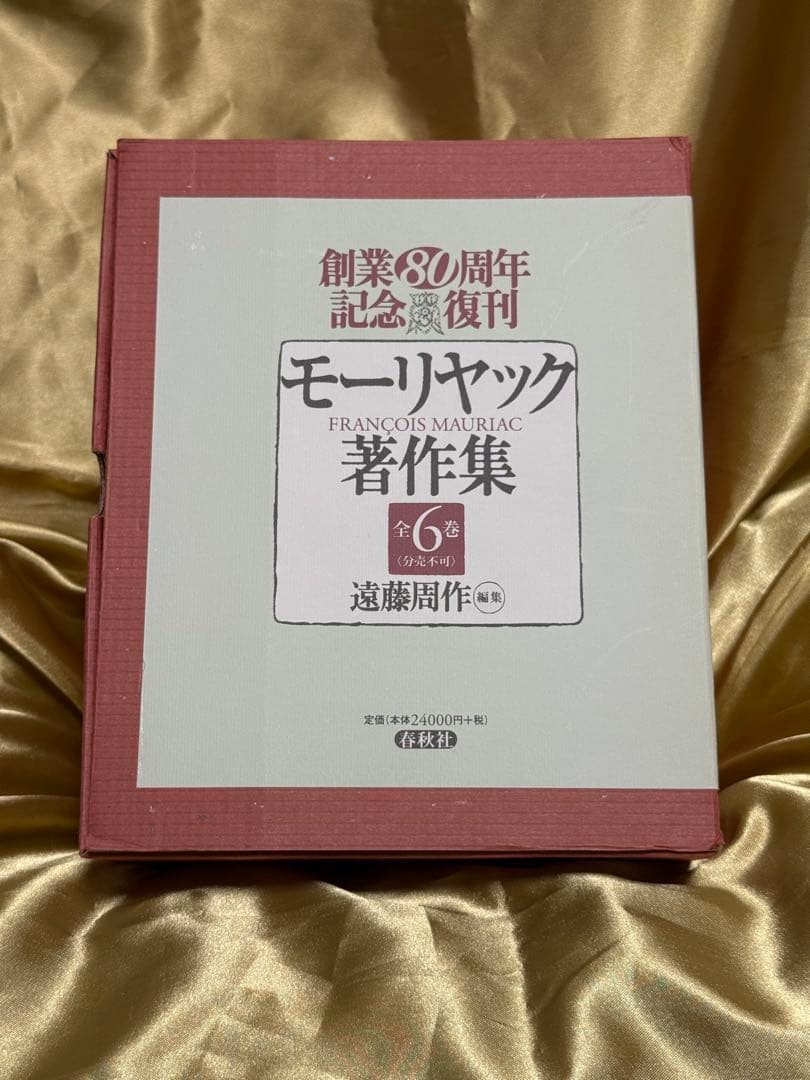 創業80周年
記念復刊
モーリヤック
FRANÇOIS MAURIAC
著作集
全6巻
〈分売不可〉
遠藤周作 編集
定価(本体24000円+税)
春秋社